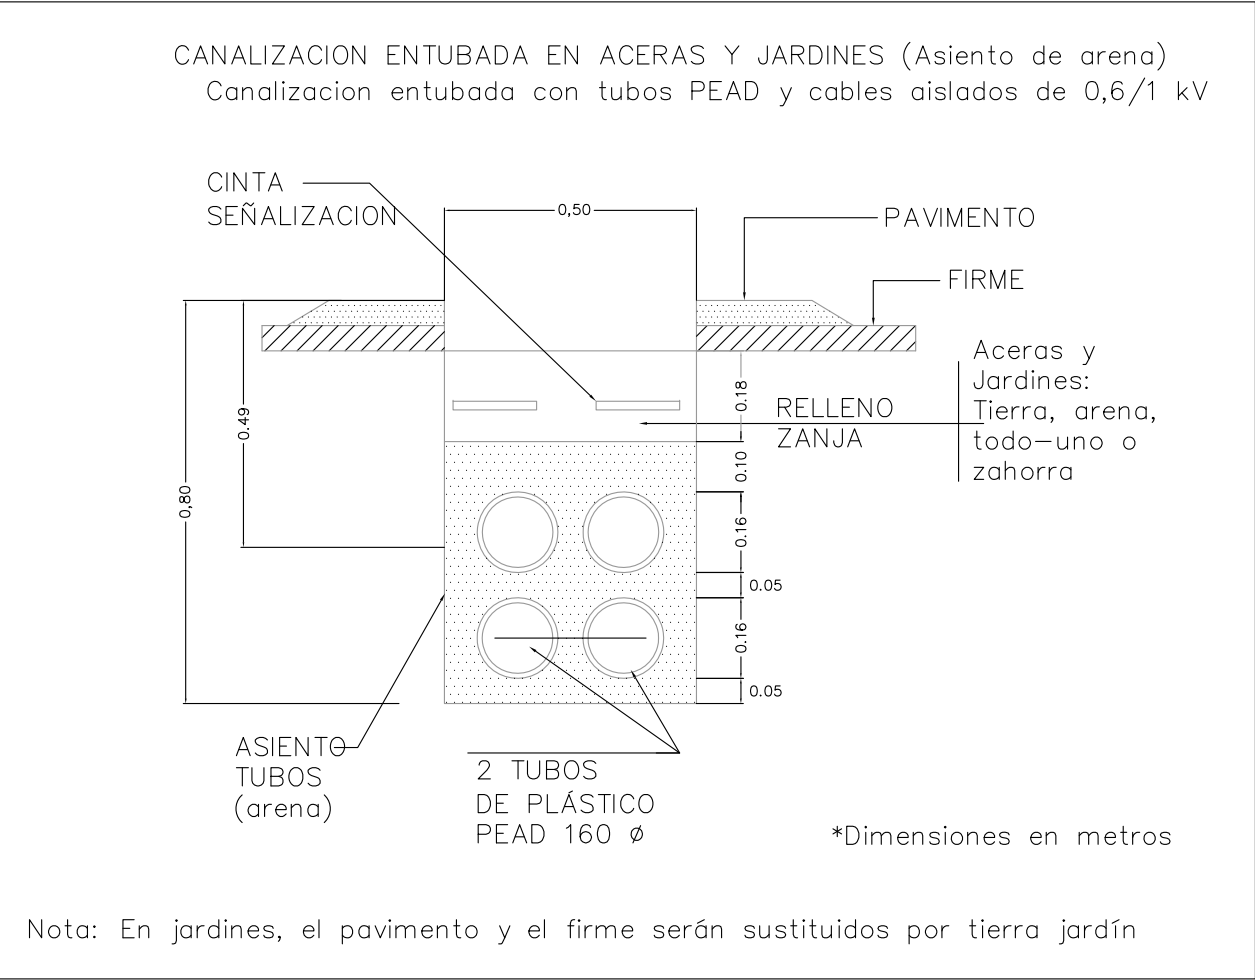 CANALIZACION ENTUBADA EN ACERAS Y JARDINES (Asiento de arena)
Canalizacion entubada con tubos PEAD y cables aislados de 0,6/1 kV
CINTA
SEÑALIZACION
0,50
PAVIMENTO
FIRME
Aceras y
Jardines:
Tierra, arena,
todo-uno o
zahorra
RELLENO
ZANJA
0.18
0.10
0.16
0.05
0.16
0.05
0.49
0,80
ASIENTO
TUBOS
(arena)
2 TUBOS
DE PLÁSTICO
PEAD 160 ø
*Dimensiones en metros
Nota: En jardines, el pavimento y el firme serán sustituidos por tierra jardín